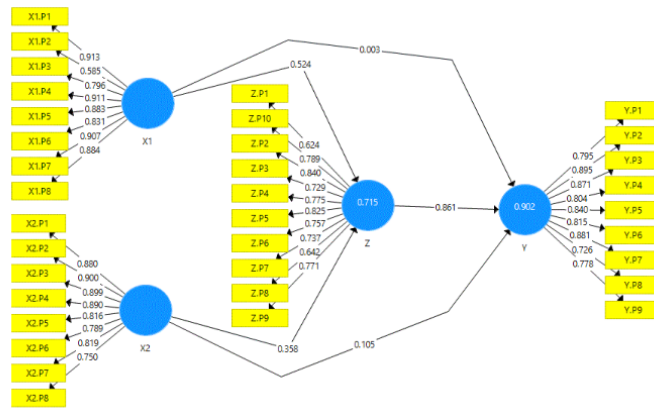 X1.P1
X1.P2
X1.P3
X1.P4
X1.P5
X1.P6
X1.P7
X1.P8
0.913
0.585
0.796
0.911
0.883
0.831
0.907
0.884
X1
0.003
0.524
X2.P1
X2.P2
X2.P3
X2.P4
X2.P5
X2.P6
X2.P7
X2.P8
0.880
0.900
0.899
0.890
0.816
0.789
0.819
0.750
X2
0.358
0.105
Z.P1
Z.P10
Z.P2
Z.P3
Z.P4
Z.P5
Z.P6
Z.P7
Z.P8
Z.P9
0.624
0.789
0.840
0.729
0.775
0.825
0.757
0.737
0.642
0.771
0.715
Z
0.861
0.902
Y
0.795
0.895
0.871
0.804
0.840
0.815
0.881
0.726
0.778
Y.P1
Y.P2
Y.P3
Y.P4
Y.P5
Y.P6
Y.P7
Y.P8
Y.P9